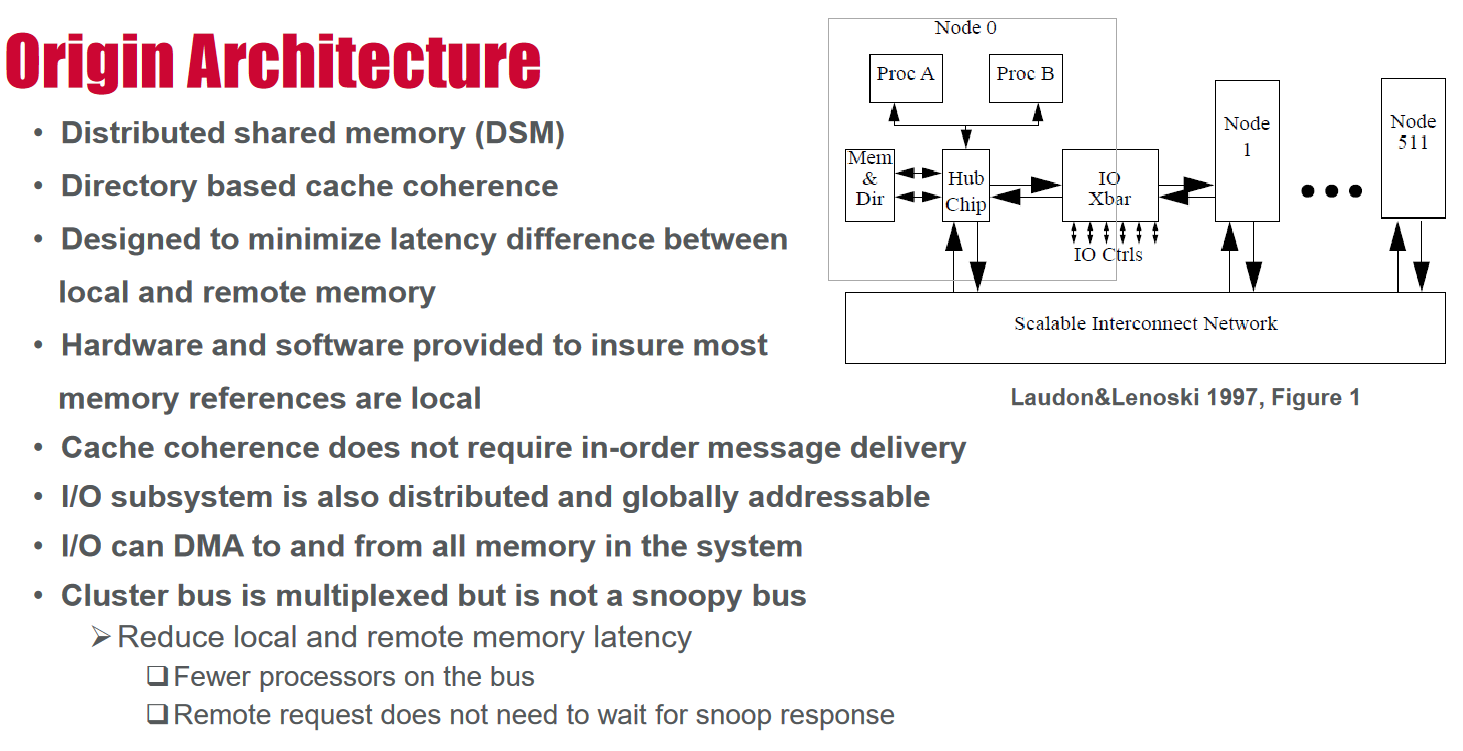 Origin Architecture
• Distributed shared memory (DSM)
• Directory based cache coherence
• Designed to minimize latency difference between
local and remote memory
• Hardware and software provided to insure most
memory references are local
• Cache coherence does not require in-order message delivery
• I/O subsystem is also distributed and globally addressable
• I/O can DMA to and from all memory in the system
• Cluster bus is multiplexed but is not a snoopy bus
➢ Reduce local and remote memory latency
❑ Fewer processors on the bus
❑ Remote request does not need to wait for snoop response
Node 0
Proc A
Proc B
Mem
&
Dir
Hub
Chip
IO
Xbar
IO Ctrls
Node
1
Node
511
Scalable Interconnect Network
Laudon&Lenoski 1997, Figure 1